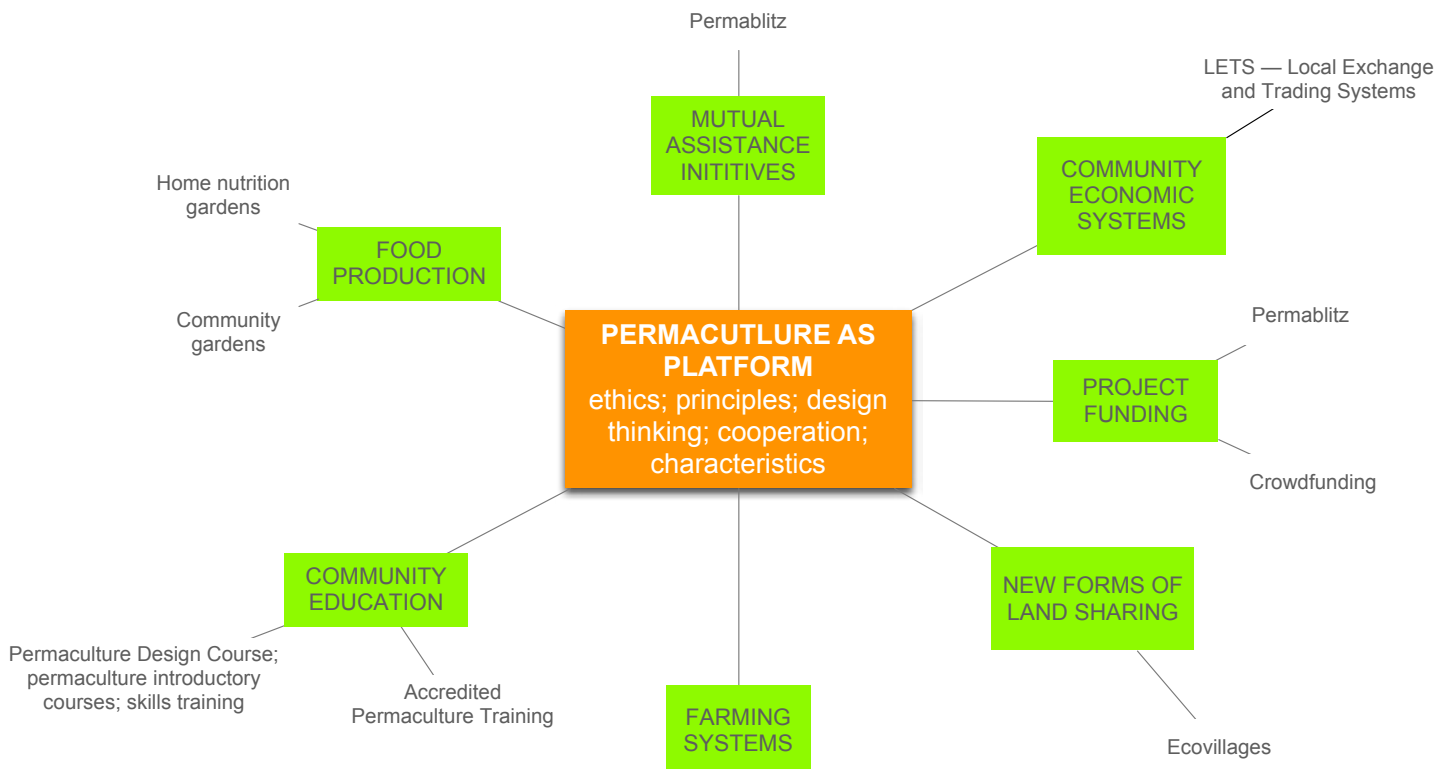 Permablitz
LETS — Local Exchange
and Trading Systems
MUTUAL
ASSISTANCE
INITITIVES
COMMUNITY
ECONOMIC
SYSTEMS
Home nutrition
gardens
FOOD
PRODUCTION
Community
gardens
PERMACUTLURE AS
PLATFORM
ethics; principles; design
thinking; cooperation;
characteristics
Permablitz
PROJECT
FUNDING
Crowdfunding
COMMUNITY
EDUCATION
NEW FORMS OF
LAND SHARING
Permaculture Design Course;
permaculture introductory
courses; skills training
Accredited
Permaculture Training
FARMING
SYSTEMS
Ecovillages